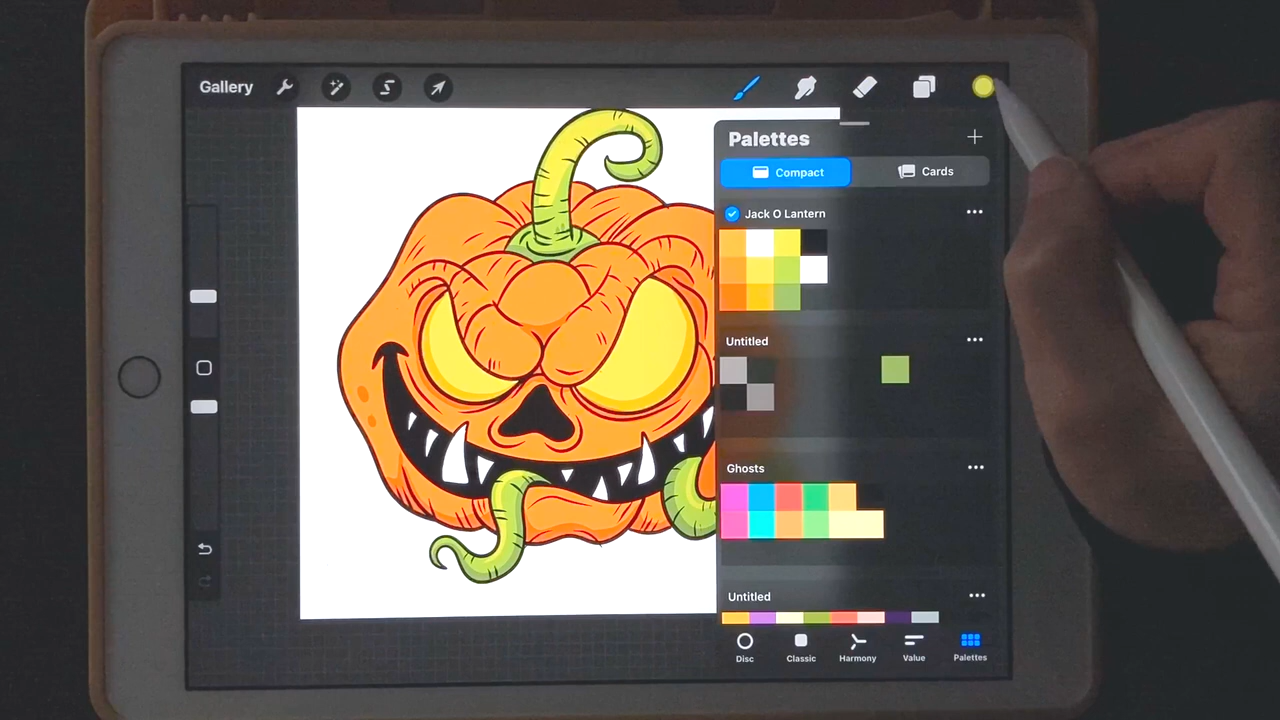 Gallery
Palettes
Compact
Cards
Jack O Lantern
Untitled
Ghosts
Untitled
Disc
Classic
Harmony
Value
Palettes